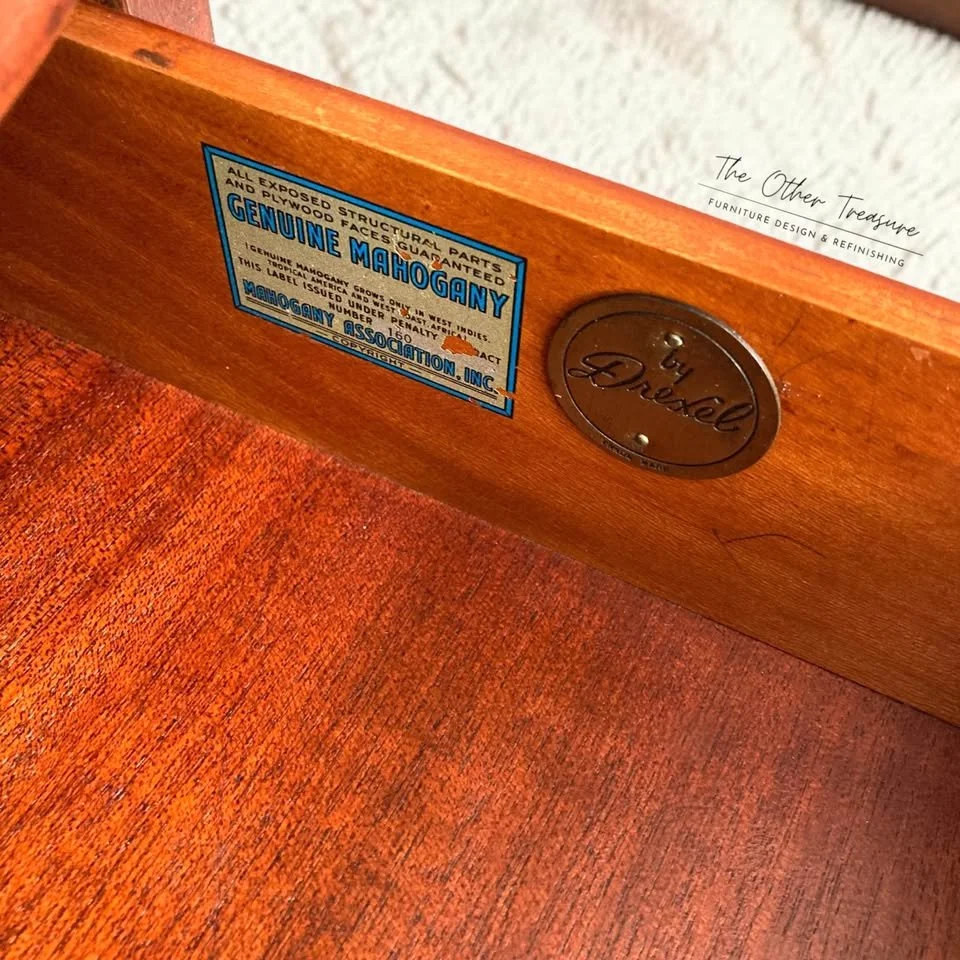 ALL EXPOSED STRUCTURAL PARTS
AND PLYWOOD FACES GUARANTEED
GENUINE MAHOGANY
(GENUINE MAHOGANY GROWS ONLY IN WEST INDIES,
TROPICAL AMERICA AND WEST COAST, AFRICA)
THIS LABEL ISSUED UNDER PENALTY
NUMBER 160
MAHOGANY ASSOCIATION, INC.
COPYRIGHT
by
Drexel
TRADE MARK
The Other Treasure
FURNITURE DESIGN & REFINISHING